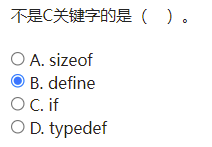 不是C关键字的是（　）。
A. sizeof
B. define
C. if
D. typedef